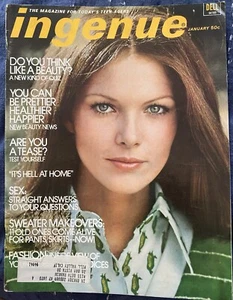 DELL
THE MAGAZINE FOR TODAY'S TEEN
ingenue
JANUARY 50c
DO YOU THINK
LIKE A BEAUTY?
A NEW KIND OF QUIZ
YOU CAN
BE PRETTIER
HEALTHIER
HAPPIER
NEW BEAUTY NEWS
ARE YOU
A TEASE?
TEST YOURSELF
"IT'S HELL AT HOME"
SEX:
STRAIGHT ANSWERS
TO YOUR QUESTIONS
SWEATER MAKEOVERS:
OLD ONES COME ALIVE
FOR PANTS, SKIRTS—NOW!
FASHION